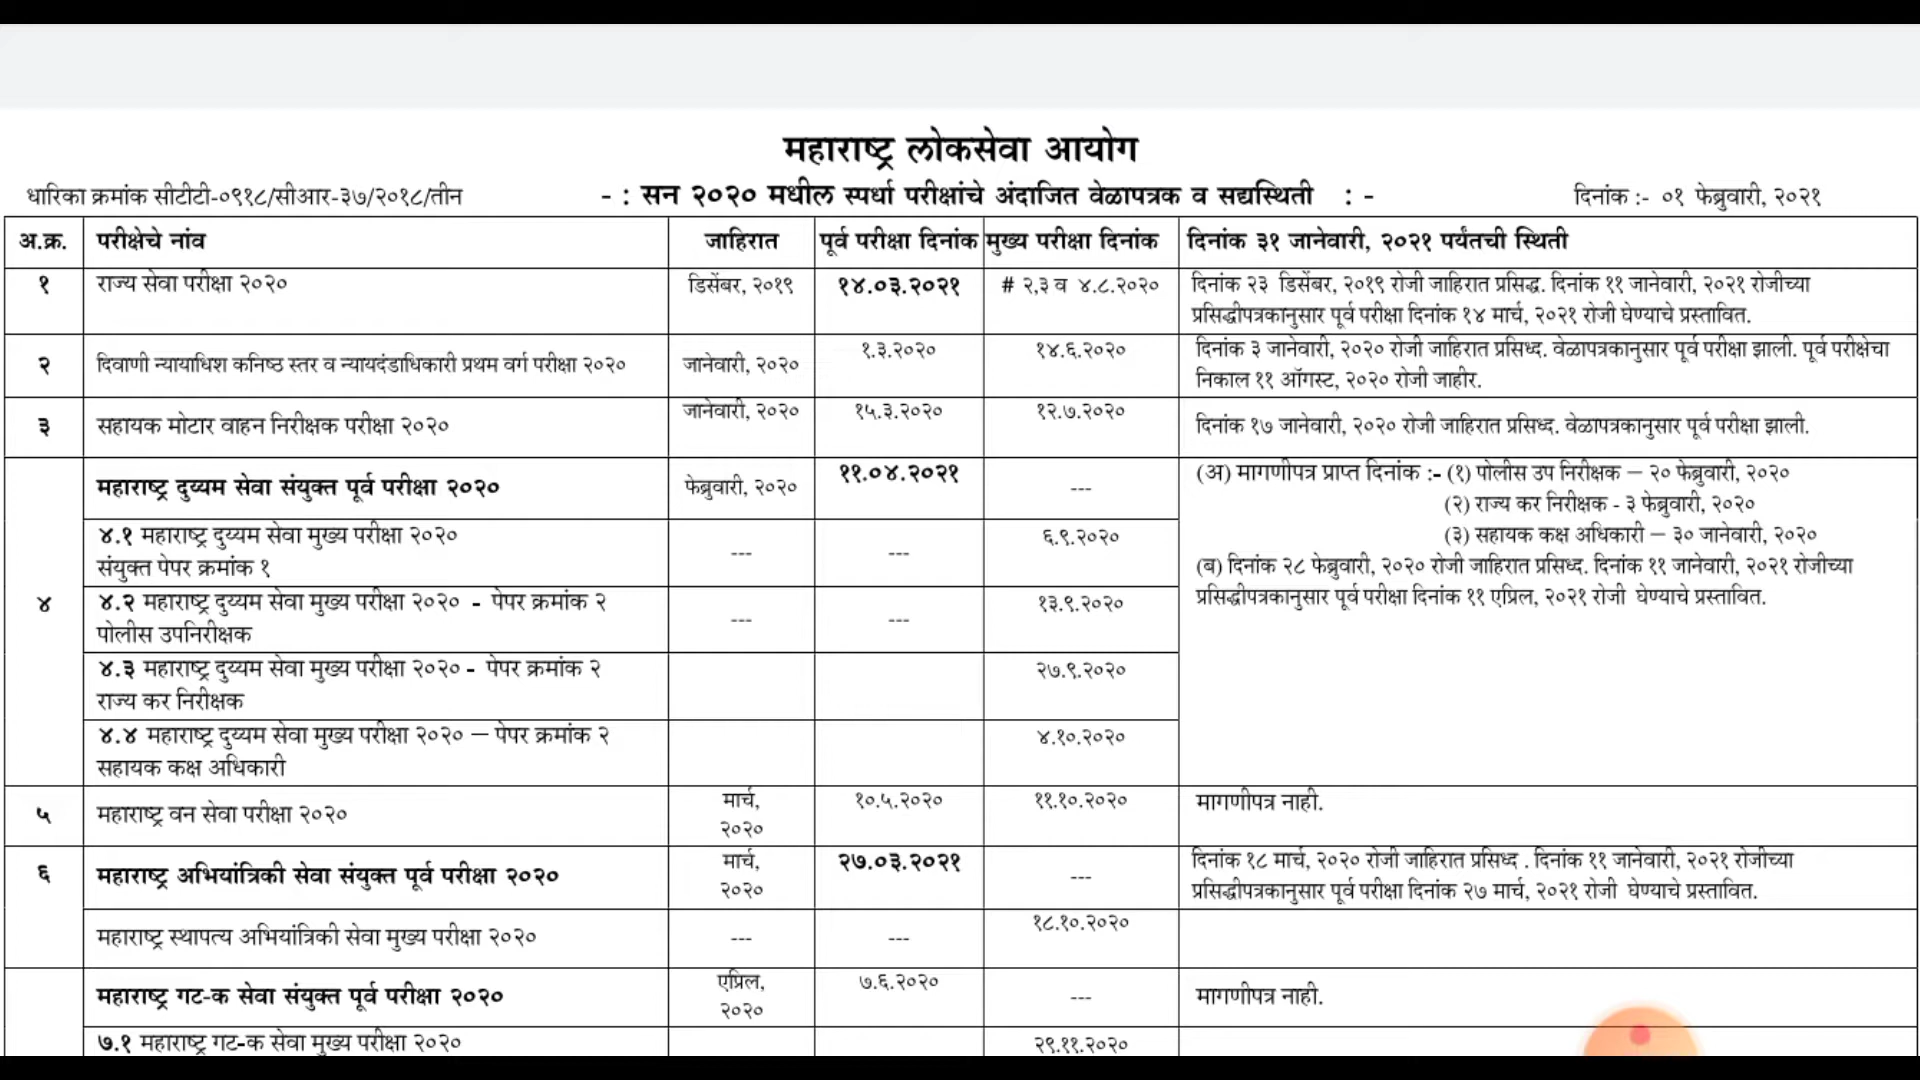 महाराष्ट्र लोकसेवा आयोग
धारिका क्रमांक सीटीटी-०९१८/सीआर-३७/२०१८/तीन - : सन २०२० मधील स्पर्धा परीक्षांचे अंदाजित वेळापत्रक व सद्यस्थिती : - दिनांक :- ०१ फेब्रुवारी, २०२१
अ.क्र. परीक्षेचे नांव जाहिरात पूर्व परीक्षा दिनांक मुख्य परीक्षा दिनांक दिनांक ३१ जानेवारी, २०२१ पर्यंतची स्थिती
१ राज्य सेवा परीक्षा २०२० डिसेंबर, २०१९ १४.०३.२०२१ # २,३ व ४.८.२०२० दिनांक २३ डिसेंबर, २०१९ रोजी जाहिरात प्रसिद्ध. दिनांक ११ जानेवारी, २०२१ रोजीच्या
प्रसिद्धीपत्रकानुसार पूर्व परीक्षा दिनांक १४ मार्च, २०२१ रोजी घेण्याचे प्रस्तावित.
२ दिवाणी न्यायाधिश कनिष्ठ स्तर व न्यायदंडाधिकारी प्रथम वर्ग परीक्षा २०२० जानेवारी, २०२० १.३.२०२० १४.६.२०२० दिनांक ३ जानेवारी, २०२० रोजी जाहिरात प्रसिध्द. वेळापत्रकानुसार पूर्व परीक्षा झाली. पूर्व परीक्षेचा
निकाल ११ ऑगस्ट, २०२० रोजी जाहीर.
३ सहायक मोटार वाहन निरीक्षक परीक्षा २०२० जानेवारी, २०२० १५.३.२०२० १२.७.२०२० दिनांक १७ जानेवारी, २०२० रोजी जाहिरात प्रसिध्द. वेळापत्रकानुसार पूर्व परीक्षा झाली.
४ महाराष्ट्र दुय्यम सेवा संयुक्त पूर्व परीक्षा २०२० फेब्रुवारी, २०२० ११.०४.२०२१ --- (अ) मागणीपत्र प्राप्त दिनांक :- (१) पोलीस उप निरीक्षक – २० फेब्रुवारी, २०२०
(२) राज्य कर निरीक्षक - ३ फेब्रुवारी, २०२०
(३) सहायक कक्ष अधिकारी – ३० जानेवारी, २०२०
(ब) दिनांक २८ फेब्रुवारी, २०२० रोजी जाहिरात प्रसिध्द. दिनांक ११ जानेवारी, २०२१ रोजीच्या
प्रसिद्धीपत्रकानुसार पूर्व परीक्षा दिनांक ११ एप्रिल, २०२१ रोजी घेण्याचे प्रस्तावित.
४.१ महाराष्ट्र दुय्यम सेवा मुख्य परीक्षा २०२० --- --- ६.९.२०२०
संयुक्त पेपर क्रमांक १
४.२ महाराष्ट्र दुय्यम सेवा मुख्य परीक्षा २०२० - पेपर क्रमांक २ --- --- १३.९.२०२०
पोलीस उपनिरीक्षक
४.३ महाराष्ट्र दुय्यम सेवा मुख्य परीक्षा २०२० - पेपर क्रमांक २ २७.९.२०२०
राज्य कर निरीक्षक
४.४ महाराष्ट्र दुय्यम सेवा मुख्य परीक्षा २०२० – पेपर क्रमांक २ ४.१०.२०२०
सहायक कक्ष अधिकारी
५ महाराष्ट्र वन सेवा परीक्षा २०२० मार्च, २०२० १०.५.२०२० ११.१०.२०२० मागणीपत्र नाही.
६ महाराष्ट्र अभियांत्रिकी सेवा संयुक्त पूर्व परीक्षा २०२० मार्च, २०२० २७.०३.२०२१ --- दिनांक १८ मार्च, २०२० रोजी जाहिरात प्रसिध्द . दिनांक ११ जानेवारी, २०२१ रोजीच्या
प्रसिद्धीपत्रकानुसार पूर्व परीक्षा दिनांक २७ मार्च, २०२१ रोजी घेण्याचे प्रस्तावित.
महाराष्ट्र स्थापत्य अभियांत्रिकी सेवा मुख्य परीक्षा २०२० --- --- १८.१०.२०२०
महाराष्ट्र गट-क सेवा संयुक्त पूर्व परीक्षा २०२० एप्रिल, २०२० ७.६.२०२० --- मागणीपत्र नाही.
७.१ महाराष्ट्र गट-क सेवा मुख्य परीक्षा २०२० २९.११.२०२०